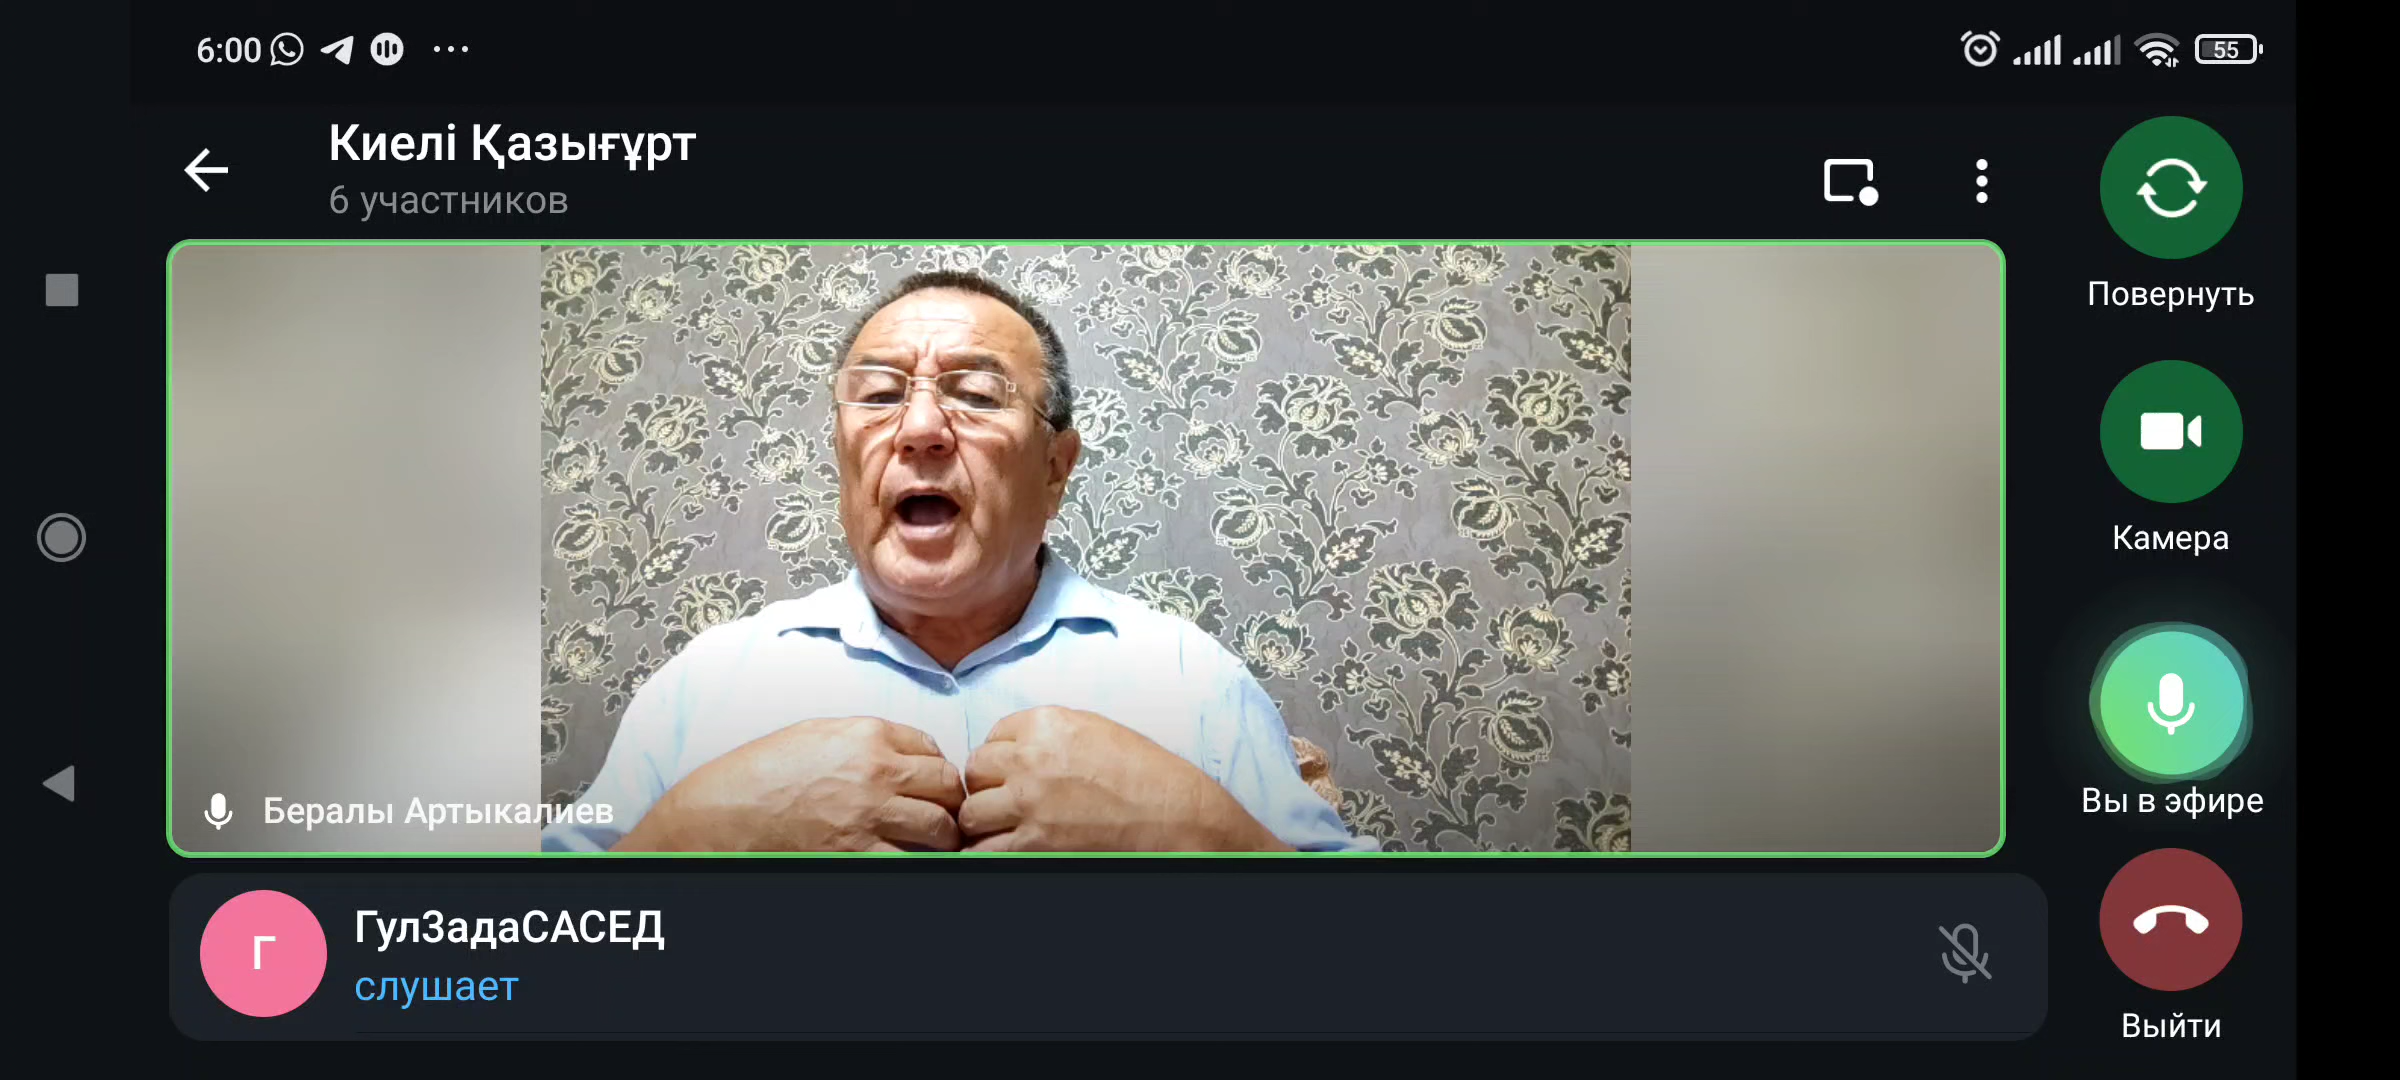 6:00
55
Киелі Қазығұрт
6 участников
Повернуть
Камера
Бералы Артыкалиев
Вы в эфире
Г
ГулЗадаСАСЕД
слушает
Выйти